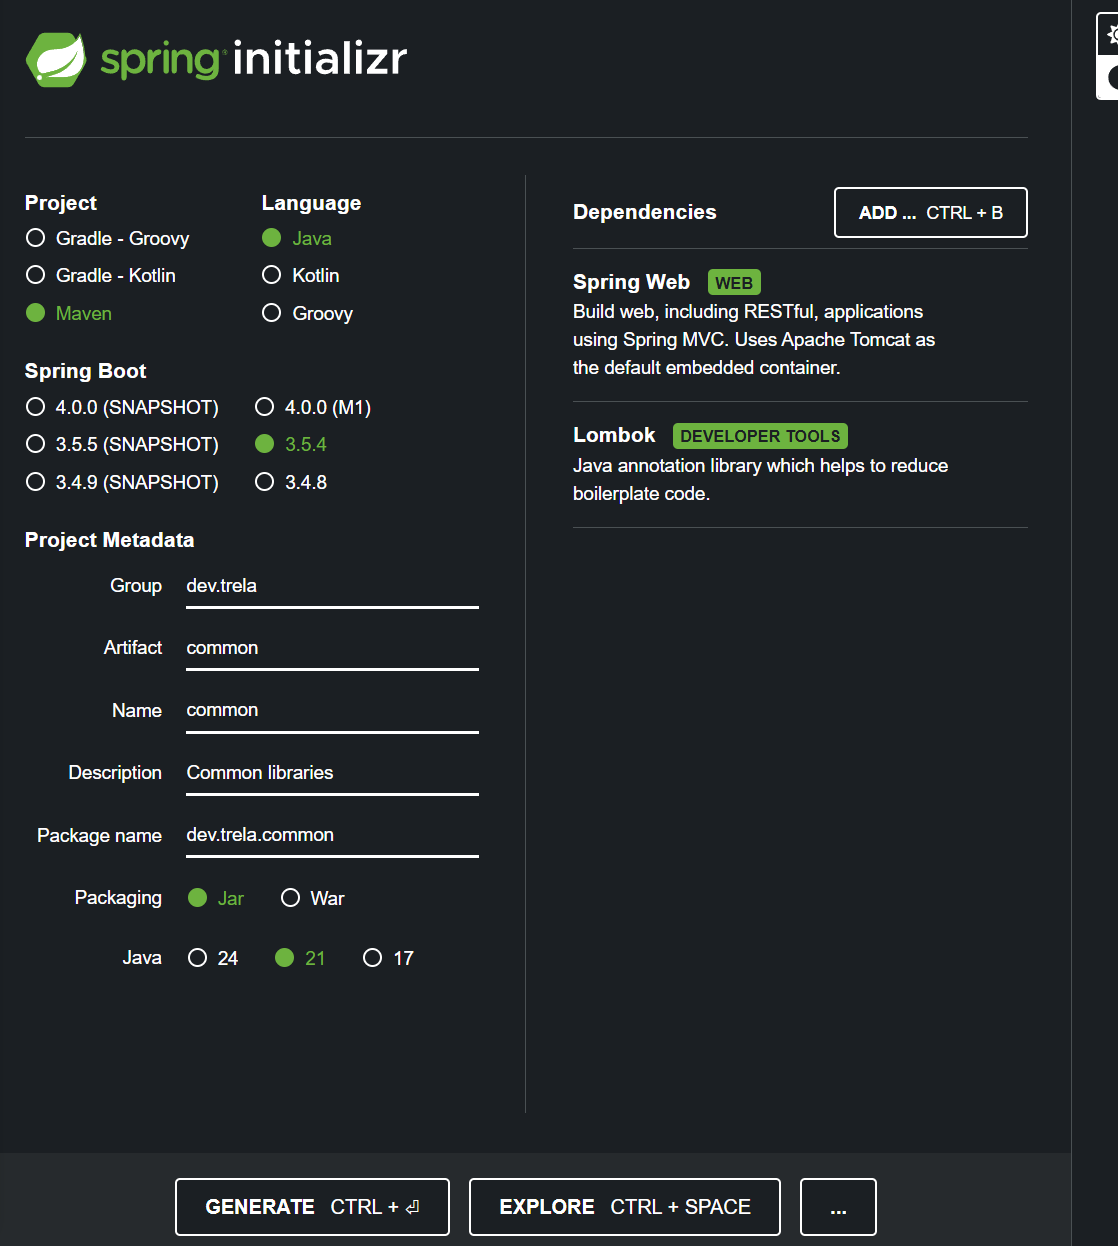 spring initializr
Project
Gradle - Groovy
Gradle - Kotlin
Maven
Language
Java
Kotlin
Groovy
Spring Boot
4.0.0 (SNAPSHOT) 4.0.0 (M1)
3.5.5 (SNAPSHOT) 3.5.4
3.4.9 (SNAPSHOT) 3.4.8
Project Metadata
Group dev.trela
Artifact common
Name common
Description Common libraries
Package name dev.trela.common
Packaging Jar War
Java 24 21 17
Dependencies
ADD ... CTRL + B
Spring Web WEB
Build web, including RESTful, applications
using Spring MVC. Uses Apache Tomcat as
the default embedded container.
Lombok DEVELOPER TOOLS
Java annotation library which helps to reduce
boilerplate code.
GENERATE CTRL + ⏎
EXPLORE CTRL + SPACE
...